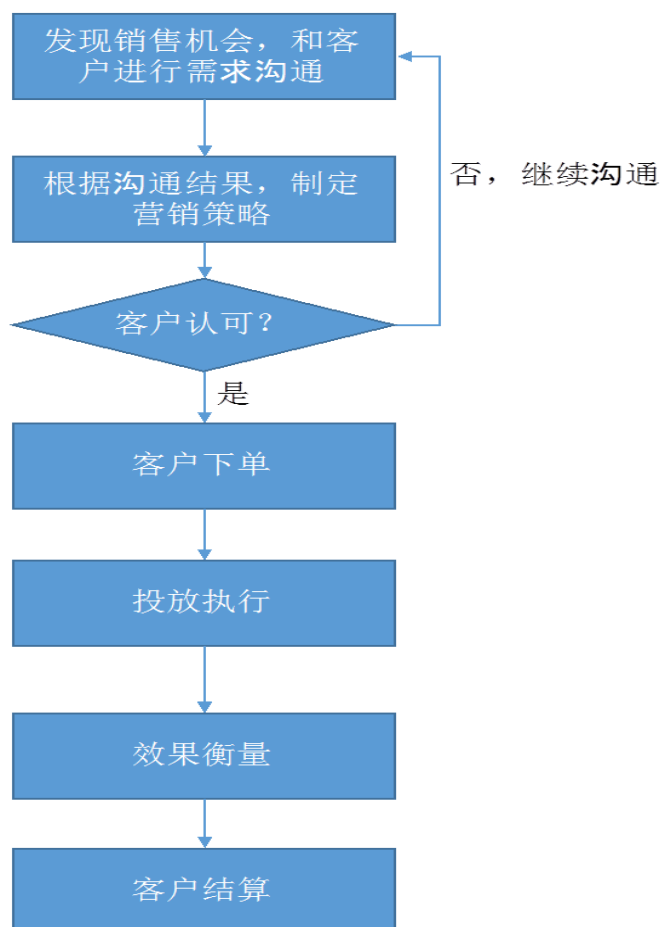 发现销售机会，和客
户进行需求沟通
否，继续沟通
根据沟通结果，制定
营销策略
客户认可？
是
客户下单
投放执行
效果衡量
客户结算